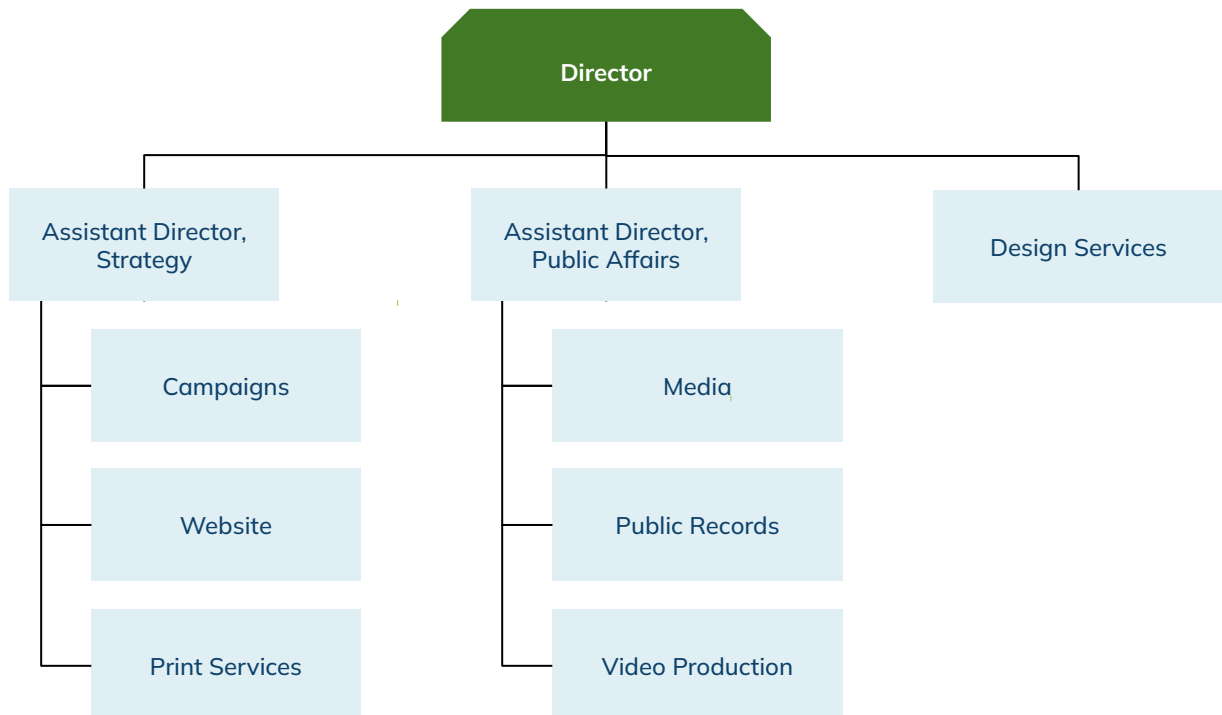 Director
Assistant Director,
Strategy
Assistant Director,
Public Affairs
Design Services
Campaigns
Media
Website
Public Records
Print Services
Video Production